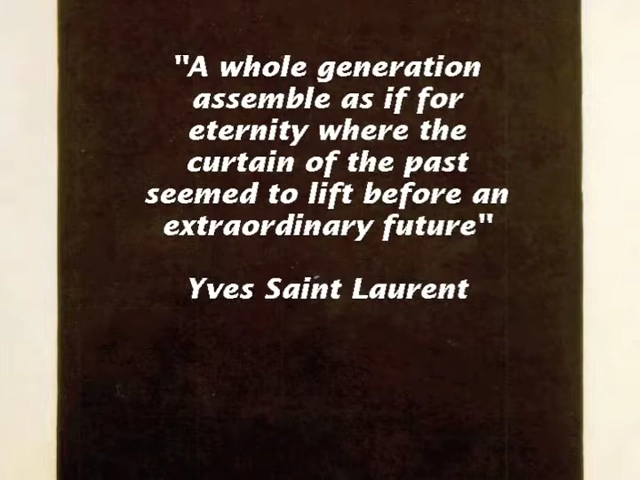 "A whole generation
assemble as if for
eternity where the
curtain of the past
seemed to lift before an
extraordinary future"
Yves Saint Laurent